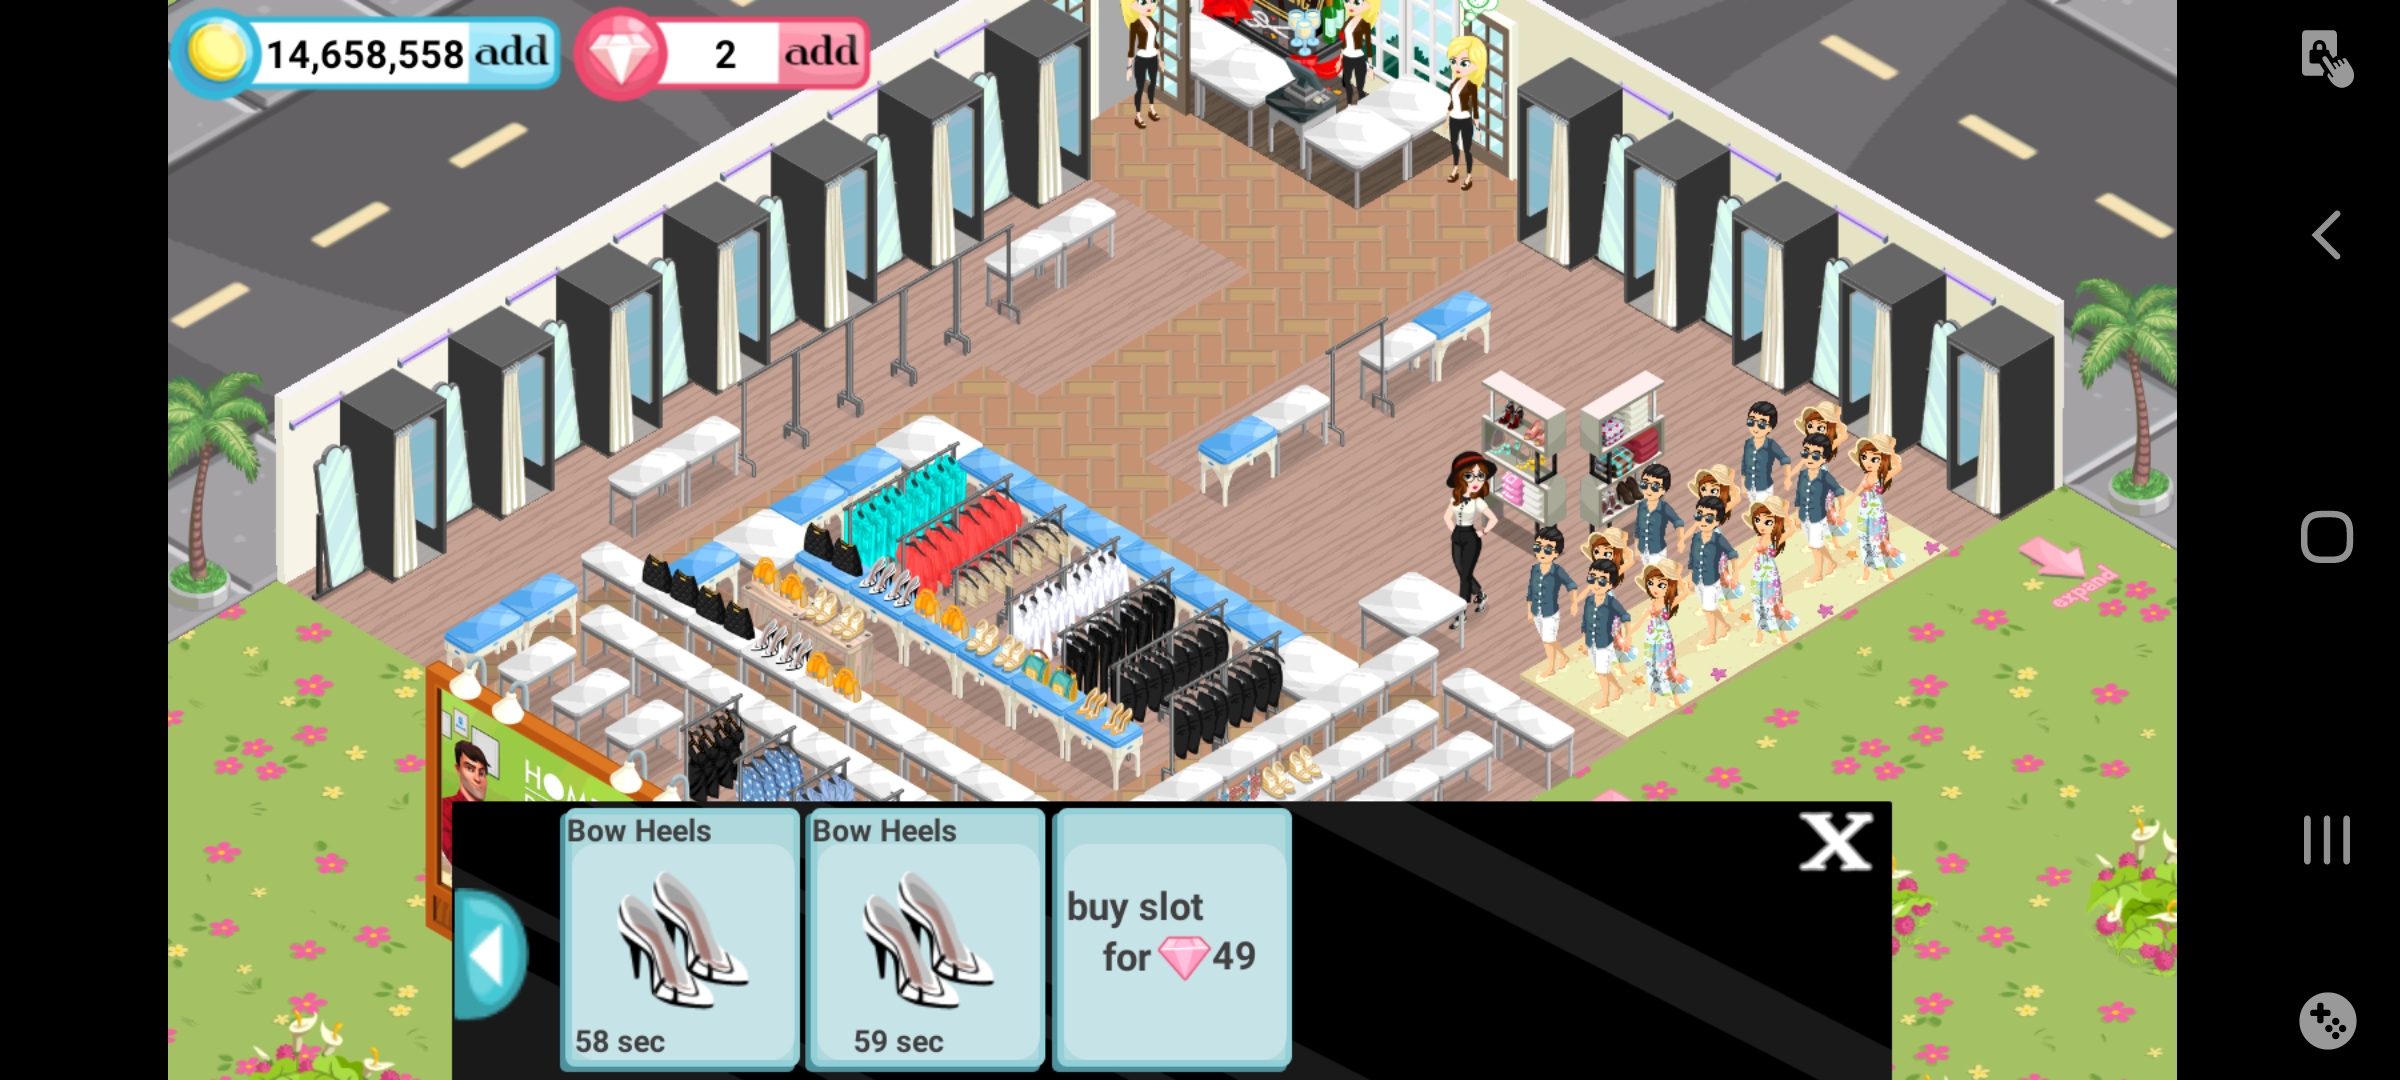 14,658,558 add
2 add
expand
Bow Heels
58 sec
Bow Heels
59 sec
buy slot
for 49
X